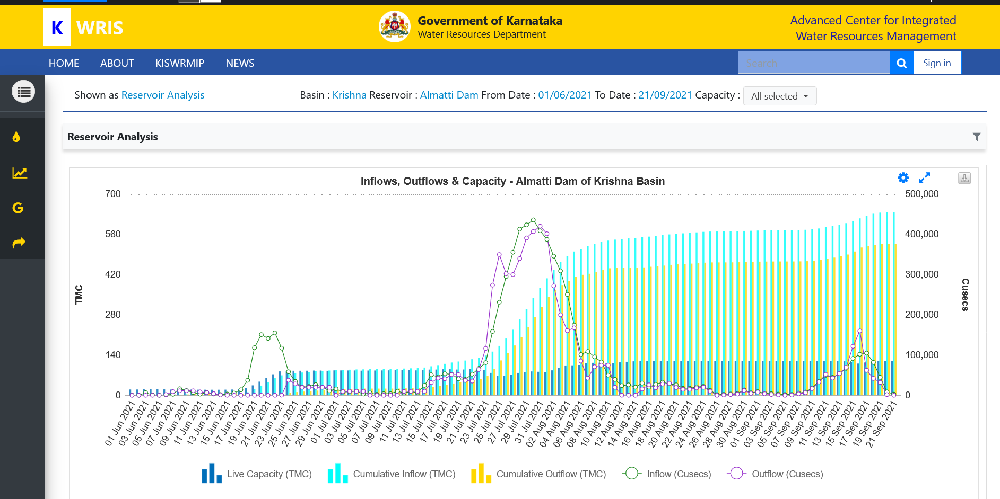 K WRIS
Government of Karnataka
Water Resources Department
Advanced Center for Integrated
Water Resources Management
HOME ABOUT KISWRMIP NEWS
Search
Sign in
Shown as Reservoir Analysis
Basin : Krishna Reservoir : Almatti Dam From Date : 01/06/2021 To Date : 21/09/2021 Capacity : All selected
Reservoir Analysis
Inflows, Outflows & Capacity - Almatti Dam of Krishna Basin
700
560
420
280
140
0
TMC
500,000
400,000
300,000
200,000
100,000
0
Cusecs
01 Jun 2021
03 Jun 2021
05 Jun 2021
07 Jun 2021
09 Jun 2021
11 Jun 2021
13 Jun 2021
15 Jun 2021
17 Jun 2021
19 Jun 2021
21 Jun 2021
23 Jun 2021
25 Jun 2021
27 Jun 2021
29 Jun 2021
01 Jul 2021
03 Jul 2021
05 Jul 2021
07 Jul 2021
09 Jul 2021
11 Jul 2021
13 Jul 2021
15 Jul 2021
17 Jul 2021
19 Jul 2021
21 Jul 2021
23 Jul 2021
25 Jul 2021
27 Jul 2021
29 Jul 2021
31 Jul 2021
02 Aug 2021
04 Aug 2021
06 Aug 2021
08 Aug 2021
10 Aug 2021
12 Aug 2021
14 Aug 2021
16 Aug 2021
18 Aug 2021
20 Aug 2021
22 Aug 2021
24 Aug 2021
26 Aug 2021
28 Aug 2021
30 Aug 2021
01 Sep 2021
03 Sep 2021
05 Sep 2021
07 Sep 2021
09 Sep 2021
11 Sep 2021
13 Sep 2021
15 Sep 2021
17 Sep 2021
19 Sep 2021
21 Sep 2021
Live Capacity (TMC)
Cumulative Inflow (TMC)
Cumulative Outflow (TMC)
Inflow (Cusecs)
Outflow (Cusecs)